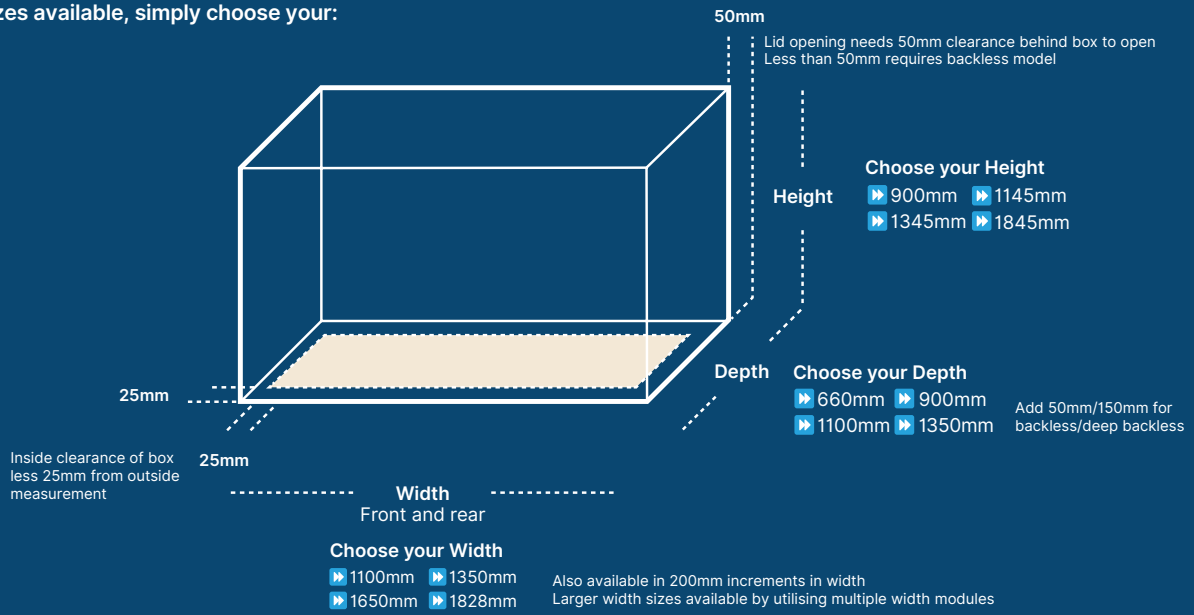 zes available, simply choose your:
50mm
Lid opening needs 50mm clearance behind box to open
Less than 50mm requires backless model
Height
Choose your Height
900mm 1145mm
1345mm 1845mm
Depth
Choose your Depth
660mm 900mm
1100mm 1350mm
Add 50mm/150mm for
backless/deep backless
25mm
25mm
Inside clearance of box
less 25mm from outside
measurement
Width
Front and rear
Choose your Width
1100mm 1350mm
1650mm 1828mm
Also available in 200mm increments in width
Larger width sizes available by utilising multiple width modules